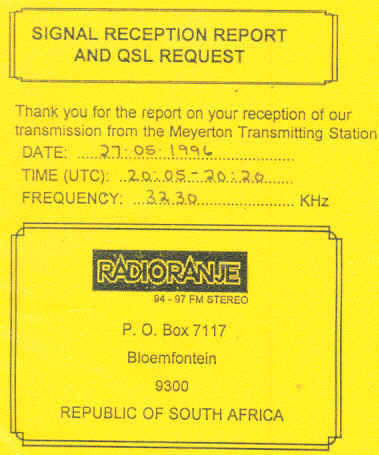 SIGNAL RECEPTION REPORT
AND QSL REQUEST
Thank you for the report on your reception of our
transmission from the Meyerton Transmitting Station
DATE: ....27·05·1996..................
TIME (UTC): ..20:05-20:20......
FREQUENCY: ...3230..................... KHz
RADIORANJE
94 - 97 FM STEREO
P. O. Box 7117
Bloemfontein
9300
REPUBLIC OF SOUTH AFRICA